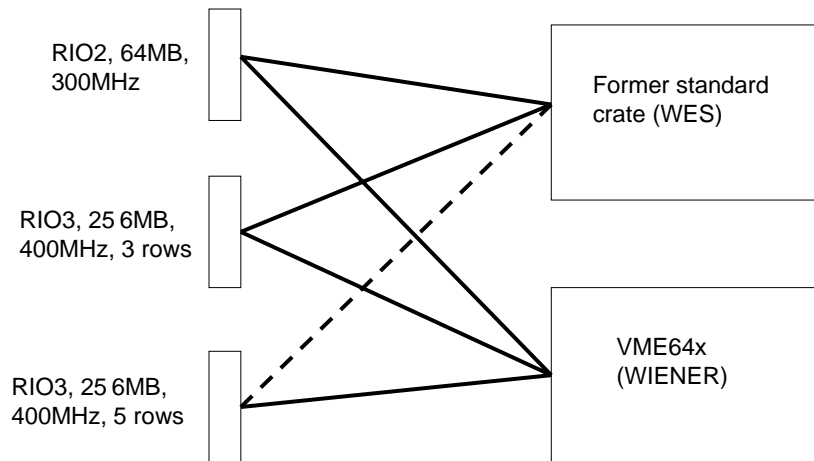 RIO2, 64MB,
300MHz
Former standard
crate (WES)
RIO3, 25 6MB,
400MHz, 3 rows
RIO3, 25 6MB,
400MHz, 5 rows
VME64x
(WIENER)